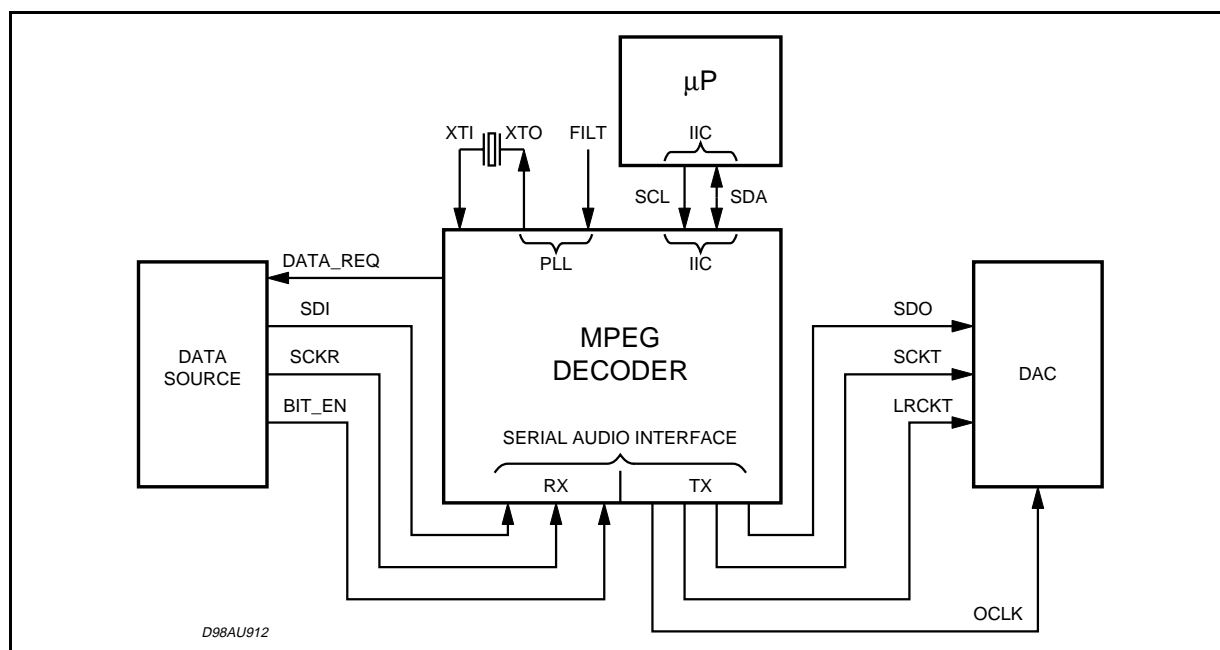 μP
XTI
XTO
FILT
IIC
SCL
SDA
DATA_REQ
PLL
IIC
SDI
SDO
MPEG
DECODER
DATA
SOURCE
SCKR
SCKT
DAC
BIT_EN
LRCKT
SERIAL AUDIO INTERFACE
RX
TX
OCLK
D98AU912